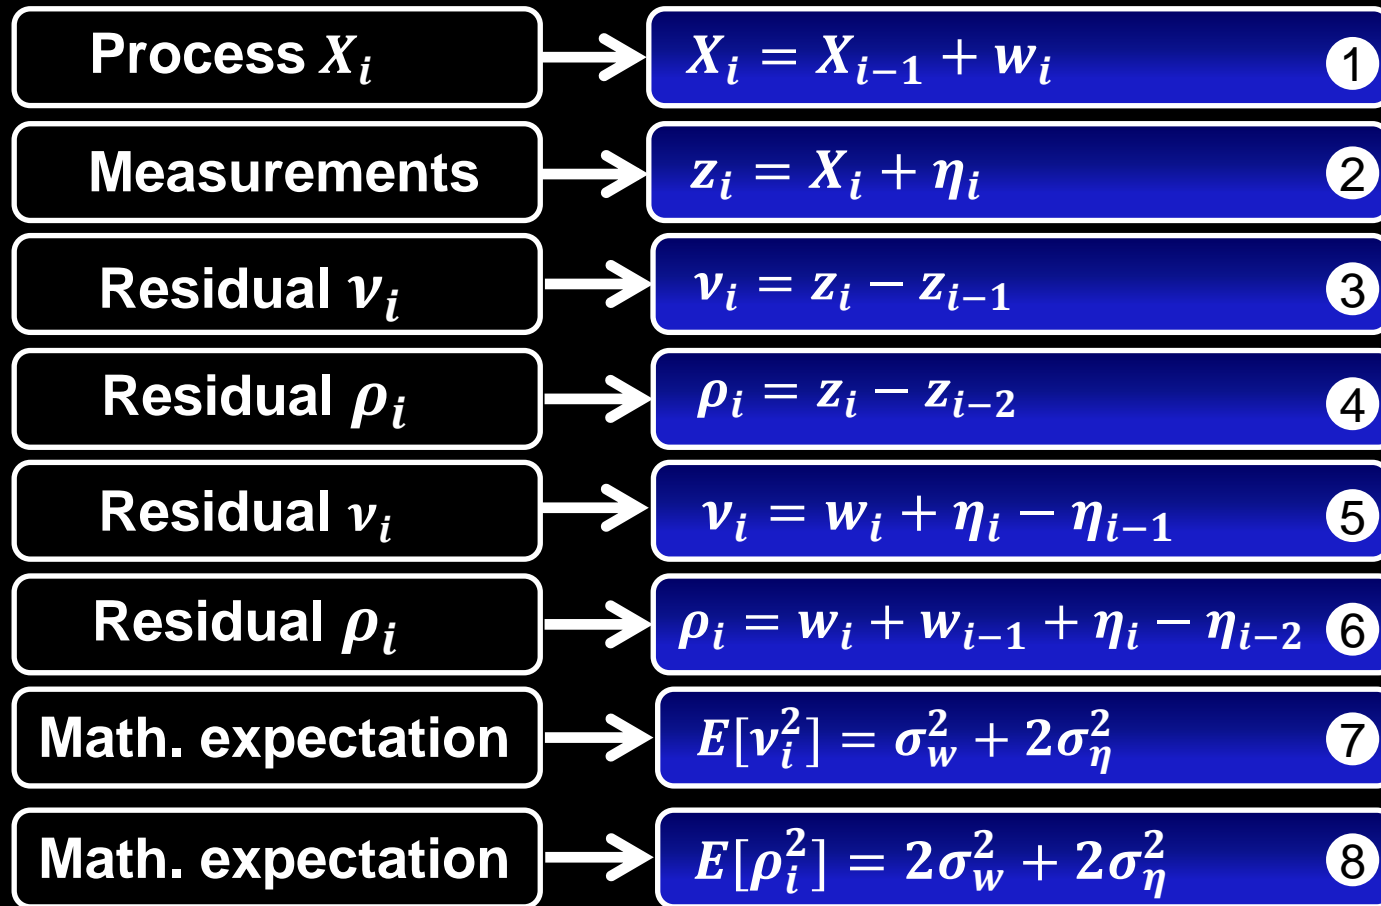 Process X_i → X_i = X_{i−1} + w_i ①
Measurements → z_i = X_i + η_i ②
Residual ν_i → ν_i = z_i − z_{i−1} ③
Residual ρ_i → ρ_i = z_i − z_{i−2} ④
Residual ν_i → ν_i = w_i + η_i − η_{i−1} ⑤
Residual ρ_i → ρ_i = w_i + w_{i−1} + η_i − η_{i−2} ⑥
Math. expectation → E[ν_i^2] = σ_w^2 + 2σ_η^2 ⑦
Math. expectation → E[ρ_i^2] = 2σ_w^2 + 2σ_η^2 ⑧